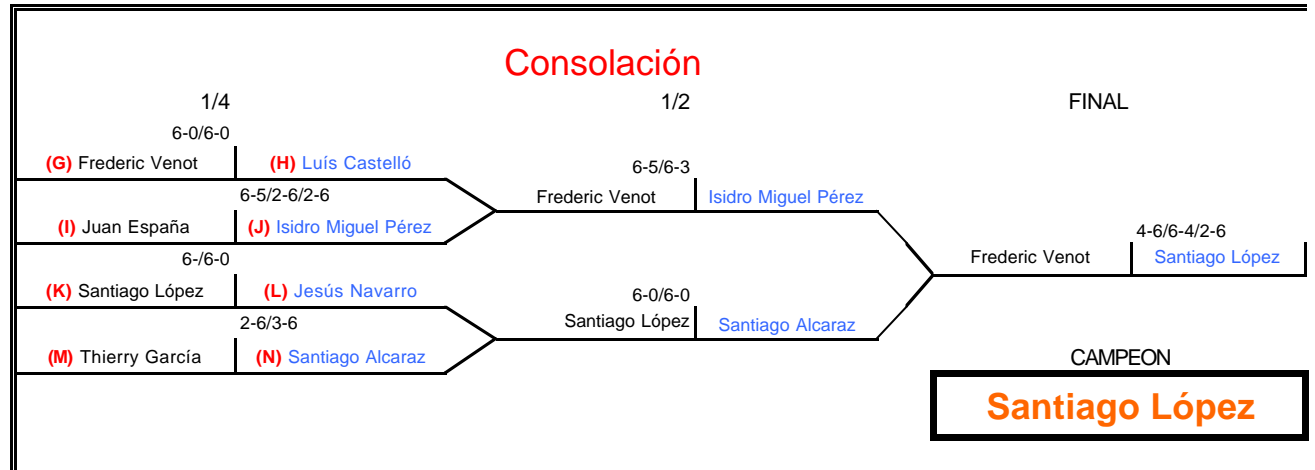 Consolación
1/4 1/2 FINAL
6-0/6-0
(G) Frederic Venot (H) Luís Castelló
6-5/6-3
6-5/2-6/2-6
Frederic Venot Isidro Miguel Pérez
(I) Juan España (J) Isidro Miguel Pérez
4-6/6-4/2-6
6-/6-0
Frederic Venot Santiago López
(K) Santiago López (L) Jesús Navarro
6-0/6-0
2-6/3-6
Santiago López Santiago Alcaraz
(M) Thierry García (N) Santiago Alcaraz
CAMPEON
Santiago López